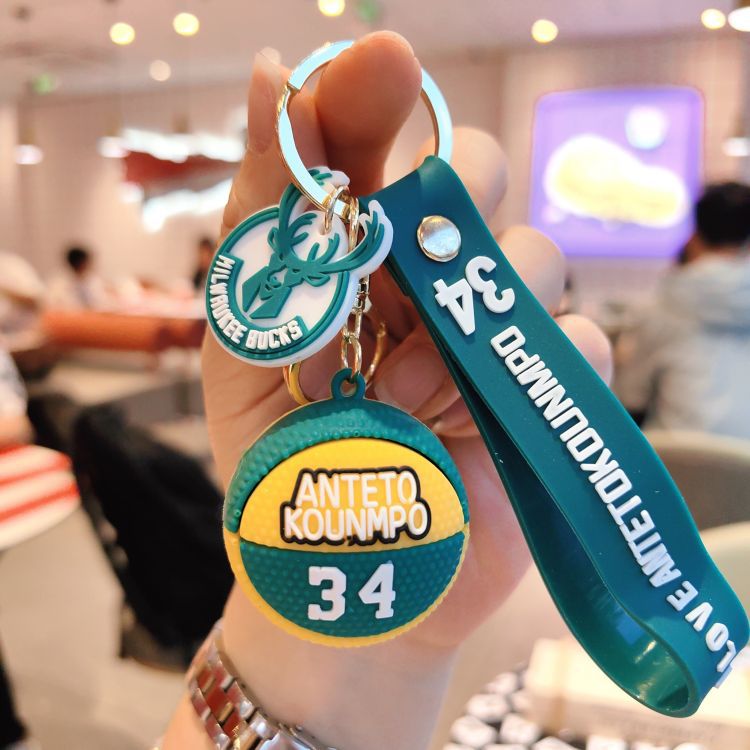 MILWAUKEE BUCKS
ANTETO
KOUNMPO
34
34
LOVE ANTETOKOUNMPO